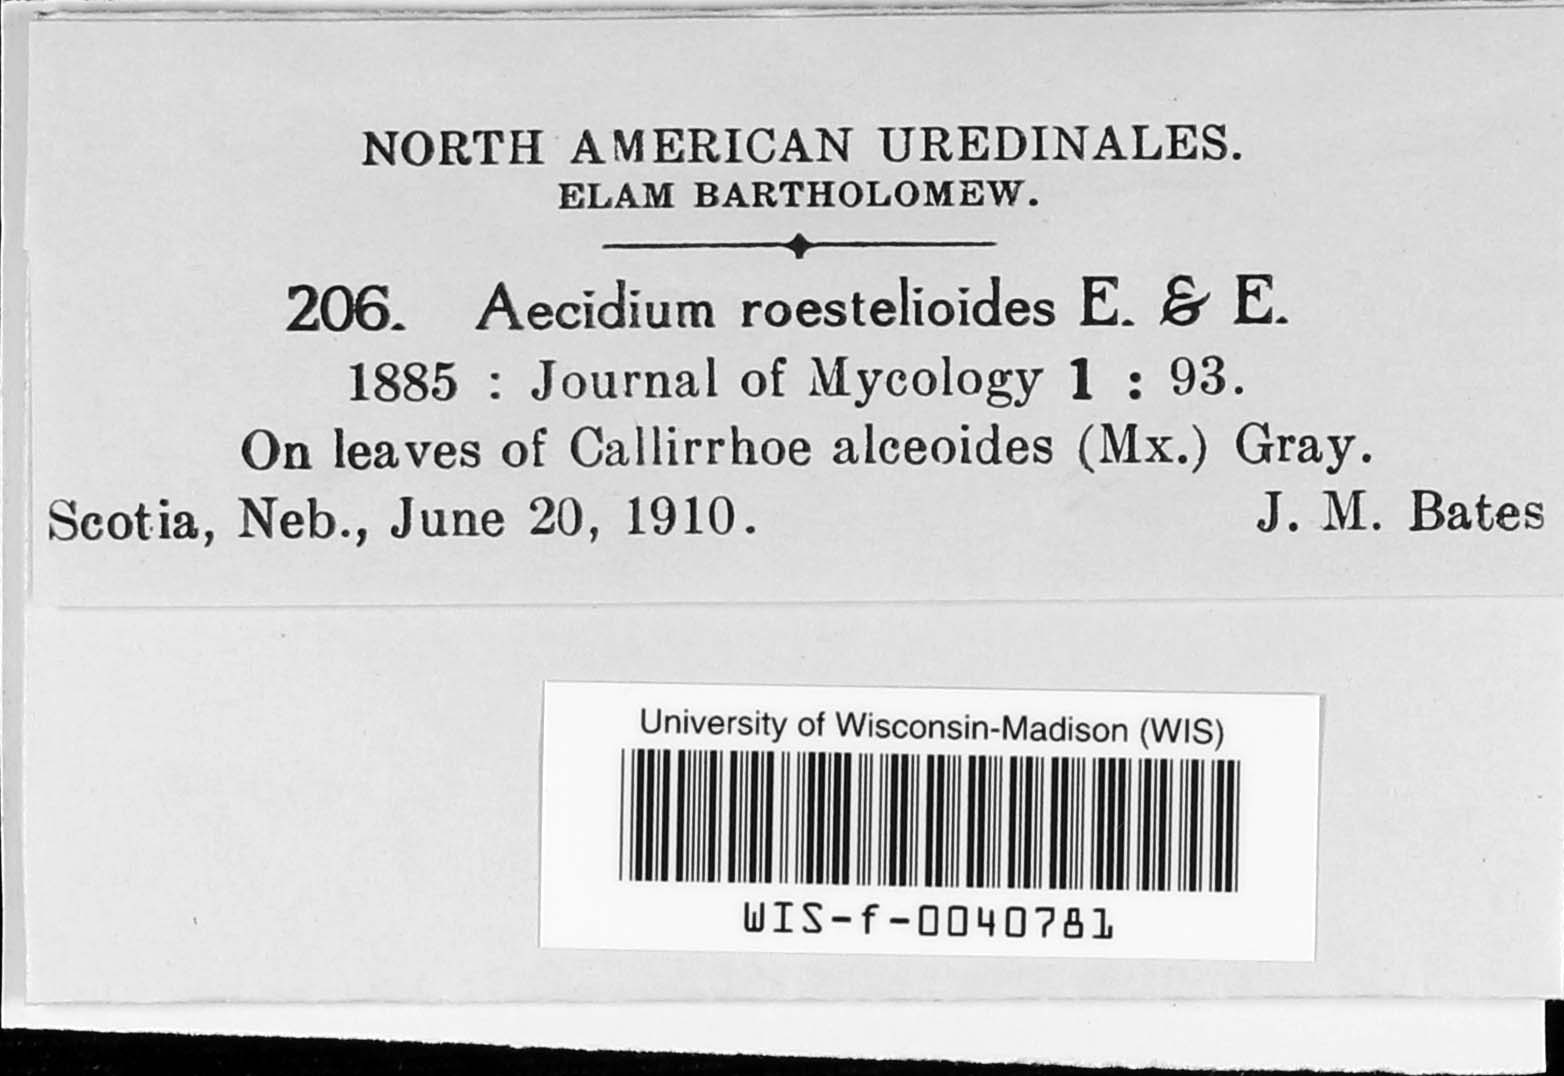 NORTH AMERICAN UREDINALES.
ELAM BARTHOLOMEW.
206. Aecidium roestelioides E. & E.
1885 : Journal of Mycology 1 : 93.
On leaves of Callirrhoe alceoides (Mx.) Gray.
Scotia, Neb., June 20, 1910. J. M. Bates
University of Wisconsin-Madison (WIS)
WIS-f-0040781